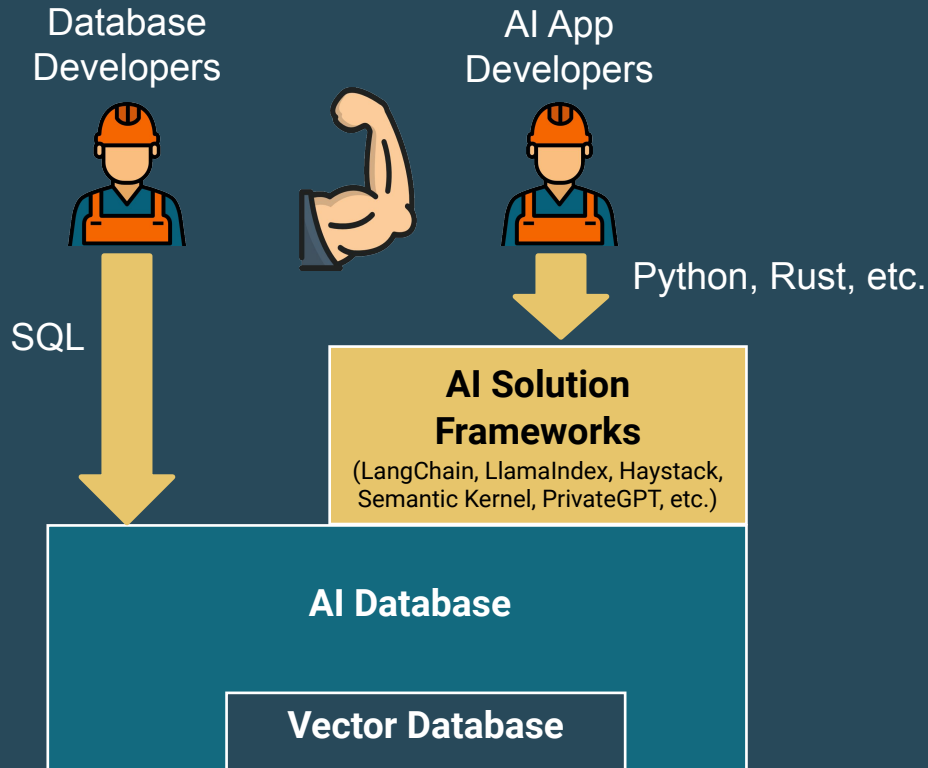 Database
Developers
AI App
Developers
SQL
Python, Rust, etc.
AI Solution
Frameworks
(LangChain, LlamaIndex, Haystack,
Semantic Kernel, PrivateGPT, etc.)
AI Database
Vector Database